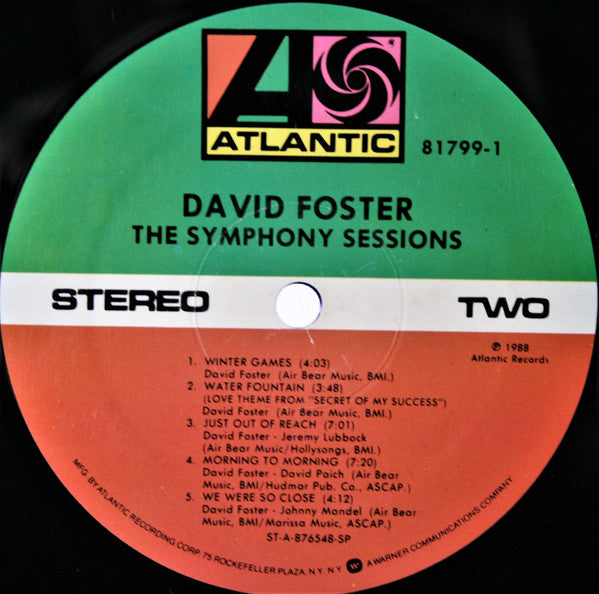 ATLANTIC
®
81799-1
DAVID FOSTER
THE SYMPHONY SESSIONS
STEREO
TWO
℗ 1988
Atlantic Records
1. WINTER GAMES (4:03)
David Foster (Air Bear Music, BMI.)
2. WATER FOUNTAIN (3:48)
(LOVE THEME FROM "SECRET OF MY SUCCESS")
David Foster (Air Bear Music, BMI.)
3. JUST OUT OF REACH (7:01)
David Foster - Jeremy Lubbock
(Air Bear Music/Hollysongs, BMI.)
4. MORNING TO MORNING (7:20)
David Foster - David Paich (Air Bear
Music, BMI/Hudmar Pub. Co., ASCAP.)
5. WE WERE SO CLOSE (4:12)
David Foster - Johnny Mandel (Air Bear
Music, BMI/Marissa Music, ASCAP.)
ST-A-876548-SP
MFG. BY ATLANTIC RECORDING CORP. 75 ROCKEFELLER PLAZA, N.Y. N.Y. W A WARNER COMMUNICATIONS COMPANY